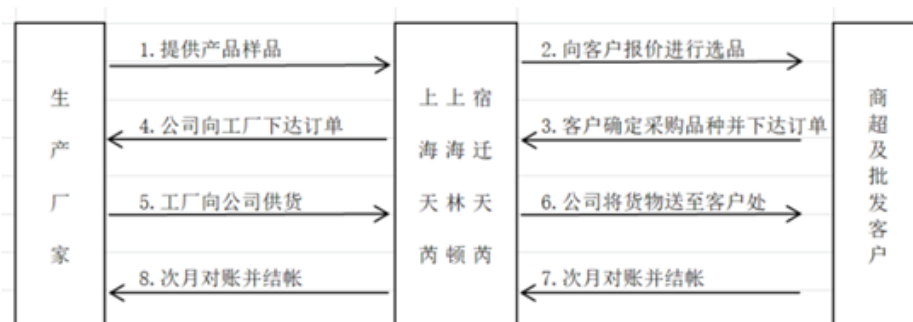 生产厂家
1.提供产品样品
2.向客户报价进行选品
4.公司向工厂下达订单
3.客户确定采购品种并下达订单
5.工厂向公司供货
6.公司将货物送至客户处
8.次月对账并结帐
7.次月对账并结帐
上海天芮
上海林顿
宿迁天芮
商超及批发客户